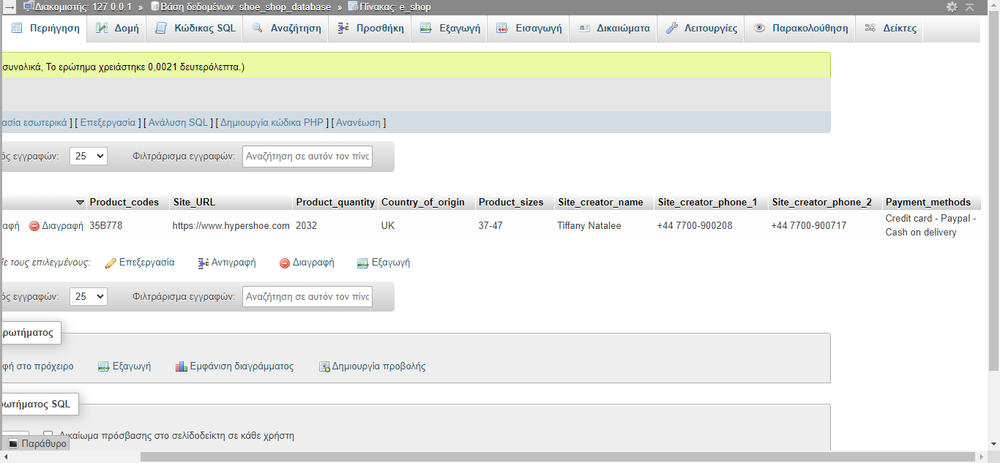 Διακομιστής: 127.0.0.1 » Βάση δεδομένων: shoe_shop_database » Πίνακας: e_shop
Περιήγηση Δομή Κώδικας SQL Αναζήτηση Προσθήκη Εξαγωγή Εισαγωγή Δικαιώματα Λειτουργίες Παρακολούθηση Δείκτες
συνολικά, Το ερώτημα χρειάστηκε 0,0021 δευτερόλεπτα.)
ασία εσωτερικά ] [ Επεξεργασία ] [ Ανάλυση SQL ] [ Δημιουργία κώδικα PHP ] [ Ανανέωση ]
ός εγγραφών: 25 Φιλτράρισμα εγγραφών: Αναζήτηση σε αυτόν τον πίνα
Product_codes Site_URL Product_quantity Country_of_origin Product_sizes Site_creator_name Site_creator_phone_1 Site_creator_phone_2 Payment_methods
αφή Διαγραφή 35B778 https://www.hypershoe.com 2032 UK 37-47 Tiffany Natalee +44 7700-900208 +44 7700-900717 Credit card - Paypal -
Cash on delivery
Με τους επιλεγμένους: Επεξεργασία Αντιγραφή Διαγραφή Εξαγωγή
ός εγγραφών: 25 Φιλτράρισμα εγγραφών: Αναζήτηση σε αυτόν τον πίνα
ρωτήματος
φή στο πρόχειρο Εξαγωγή Εμφάνιση διαγράμματος Δημιουργία προβολής
ρωτήματος SQL
Δικαίωμα πρόσβασης στο σελίδοδείκτη σε κάθε χρήστη
Παράθυρο